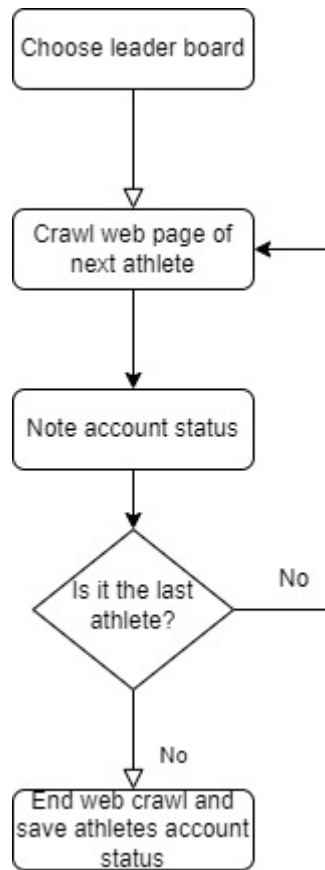 Choose leader board
Crawl web page of
next athlete
Note account status
Is it the last
athlete?
No
No
End web crawl and
save athletes account
status